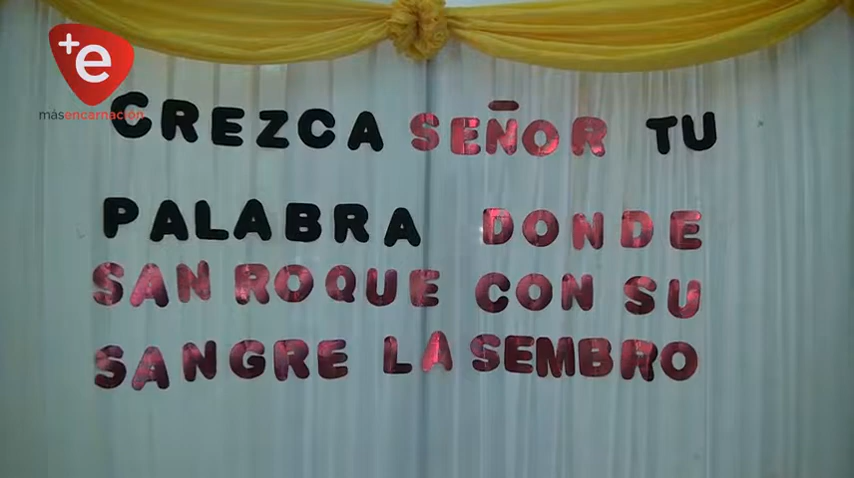 +e
másencarnación
CREZCA SEÑOR TU
PALABRA DONDE
SAN ROQUE CON SU
SANGRE LA SEMBRO